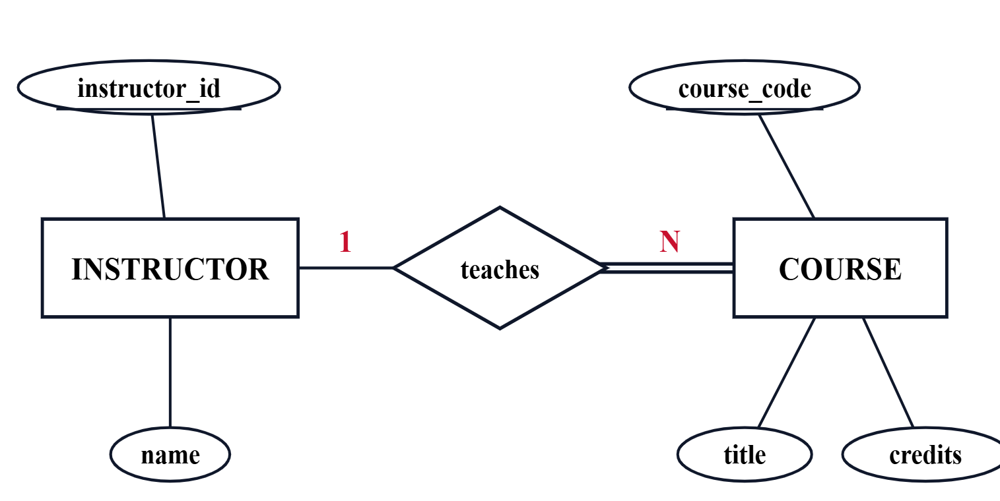 instructor_id
course_code
1
N
INSTRUCTOR
teaches
COURSE
name
title
credits